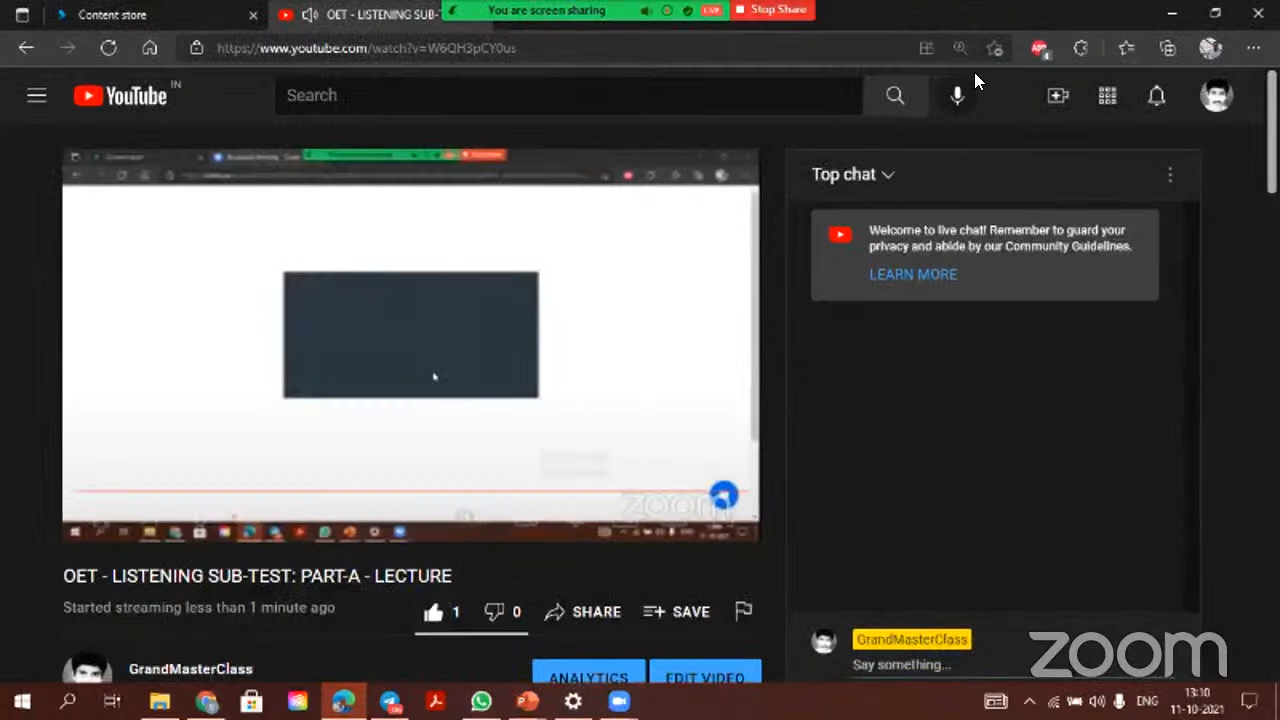 Content store
OET - LISTENING SUB-T
You are screen sharing
LIVE
Stop Share
https://www.youtube.com/watch?v=W6QH3pCY0us
YouTube IN
Search
Top chat
Welcome to live chat! Remember to guard your
privacy and abide by our Community Guidelines.
LEARN MORE
zoom
OET - LISTENING SUB-TEST: PART-A - LECTURE
Started streaming less than 1 minute ago
1
0
SHARE
SAVE
GrandMasterClass
ANALYTICS
EDIT VIDEO
GrandMasterClass
Say something...
zoom
ENG
13:10
11-10-2021